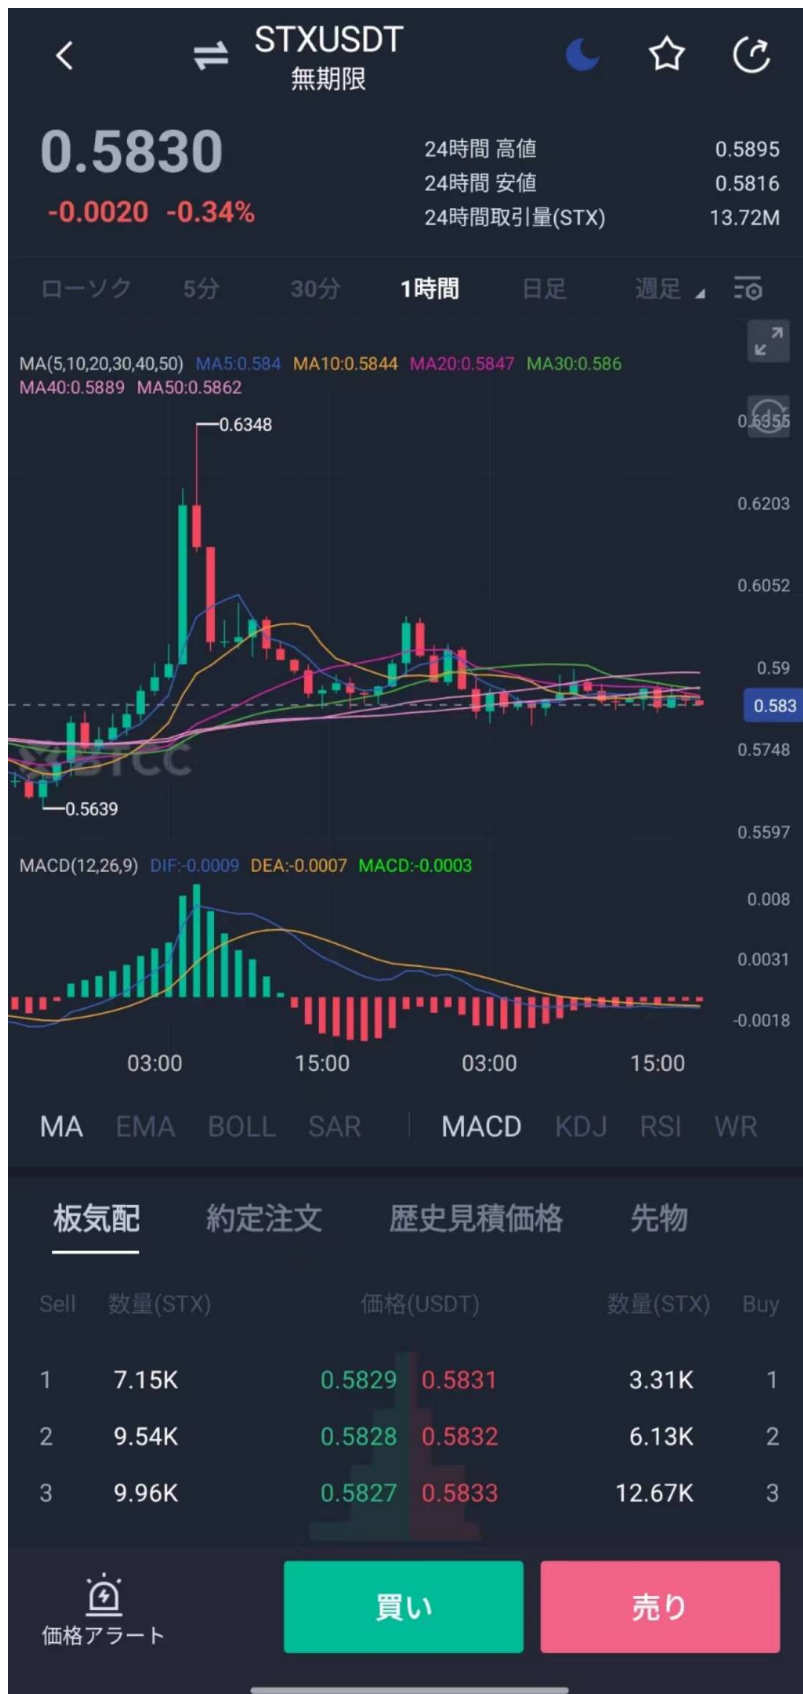 STXUSDT
無期限
0.5830
-0.0020 -0.34%
24時間 高値 0.5895
24時間 安値 0.5816
24時間取引量(STX) 13.72M
ローソク 5分 30分 1時間 日足 週足
MA(5,10,20,30,40,50) MA5:0.584 MA10:0.5844 MA20:0.5847 MA30:0.586
MA40:0.5889 MA50:0.5862
0.6348
0.6355
0.6203
0.6052
0.59
0.583
0.5748
BTCC
0.5639
0.5597
MACD(12,26,9) DIF:-0.0009 DEA:-0.0007 MACD:-0.0003
0.008
0.0031
-0.0018
03:00 15:00 03:00 15:00
MA EMA BOLL SAR MACD KDJ RSI WR
板気配 約定注文 歴史見積価格 先物
Sell 数量(STX) 価格(USDT) 数量(STX) Buy
1 7.15K 0.5829 0.5831 3.31K 1
2 9.54K 0.5828 0.5832 6.13K 2
3 9.96K 0.5827 0.5833 12.67K 3
価格アラート 買い 売り